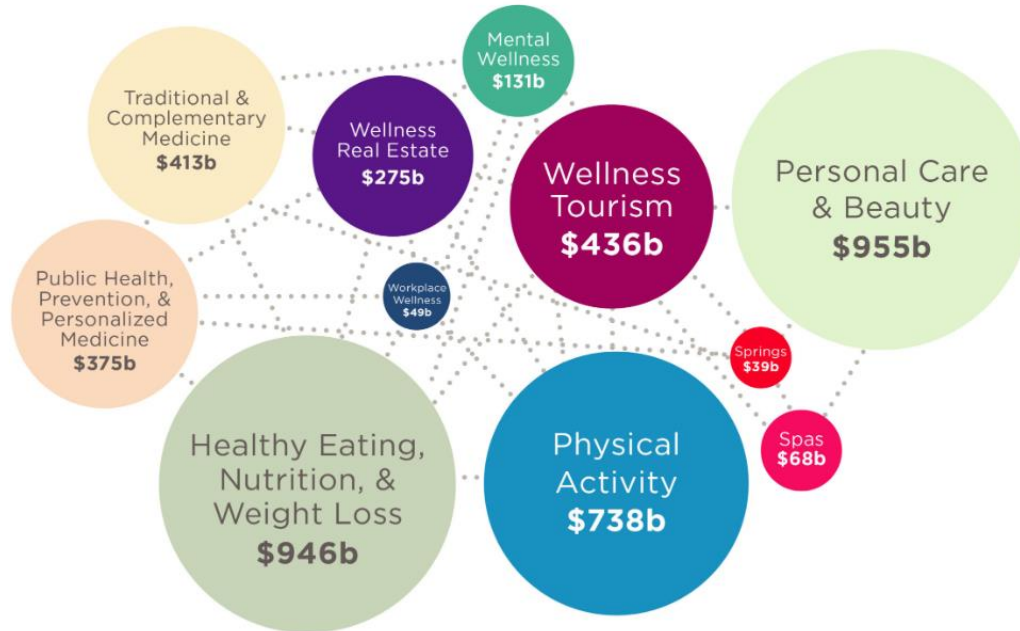 Mental
Wellness
$131b
Traditional &
Complementary
Medicine
$413b
Wellness
Real Estate
$275b
Wellness
Tourism
$436b
Personal Care
& Beauty
$955b
Public Health,
Prevention, &
Personalized
Medicine
$375b
Workplace
Wellness
$49b
Springs
$39b
Healthy Eating,
Nutrition, &
Weight Loss
$946b
Physical
Activity
$738b
Spas
$68b